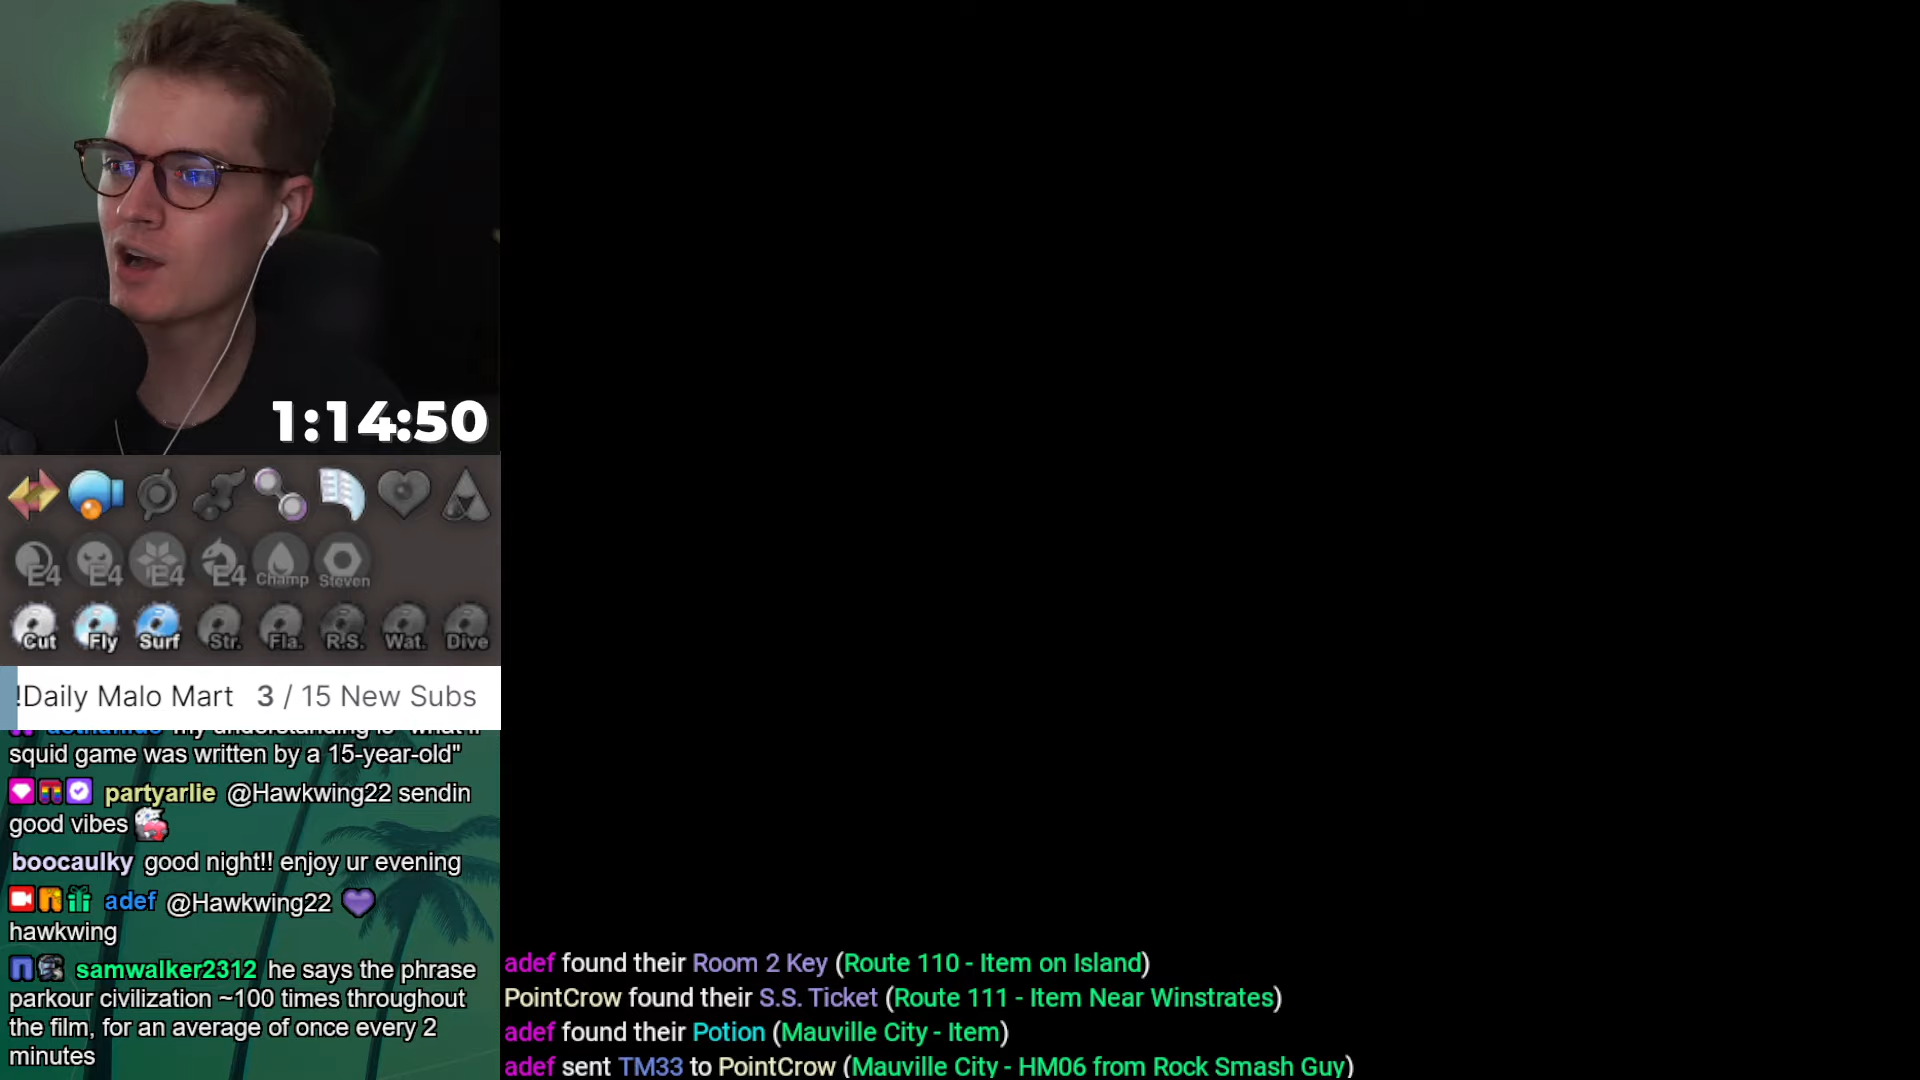 1:14:50
E4 E4 E4 E4 Champ Steven
Cut Fly Surf Str. Fla. R.S. Wat. Dive
!Daily Malo Mart 3 / 15 New Subs
squid game was written by a 15-year-old"
partyarlie @Hawkwing22 sendin
good vibes
boocaulky good night!! enjoy ur evening
adef @Hawkwing22
hawkwing
samwalker2312 he says the phrase
parkour civilization ~100 times throughout
the film, for an average of once every 2
minutes
adef found their Room 2 Key (Route 110 - Item on Island)
PointCrow found their S.S. Ticket (Route 111 - Item Near Winstrates)
adef found their Potion (Mauville City - Item)
adef sent TM33 to PointCrow (Mauville City - HM06 from Rock Smash Guy)